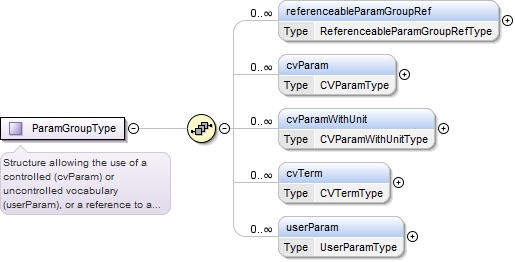 0..∞
referenceableParamGroupRef
Type ReferenceableParamGroupRefType
0..∞
cvParam
Type CVParamType
0..∞
cvParamWithUnit
Type CVParamWithUnitType
ParamGroupType
Structure allowing the use of a
controlled (cvParam) or
uncontrolled vocabulary
(userParam), or a reference to a...
0..∞
cvTerm
Type CVTermType
0..∞
userParam
Type UserParamType